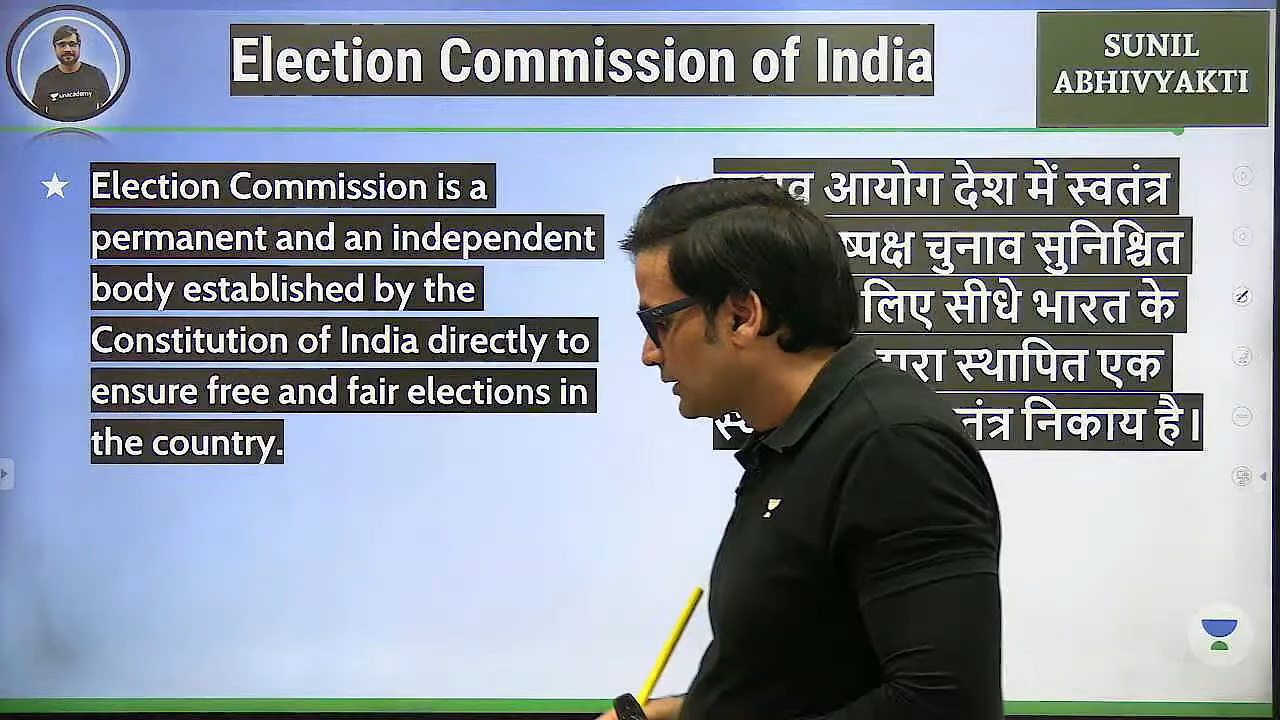 Election Commission of India
SUNIL
ABHIVYAKTI
unacademy
Election Commission is a
permanent and an independent
body established by the
Constitution of India directly to
ensure free and fair elections in
the country.
आयोग देश में स्वतंत्र
चुनाव सुनिश्चित
लिए सीधे भारत के
स्थापित एक
निकाय है।